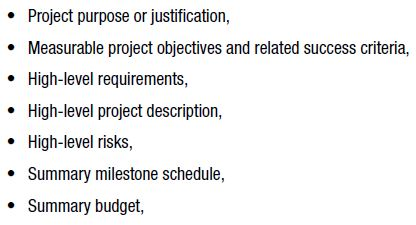 • Project purpose or justification,
• Measurable project objectives and related success criteria,
• High-level requirements,
• High-level project description,
• High-level risks,
• Summary milestone schedule,
• Summary budget,